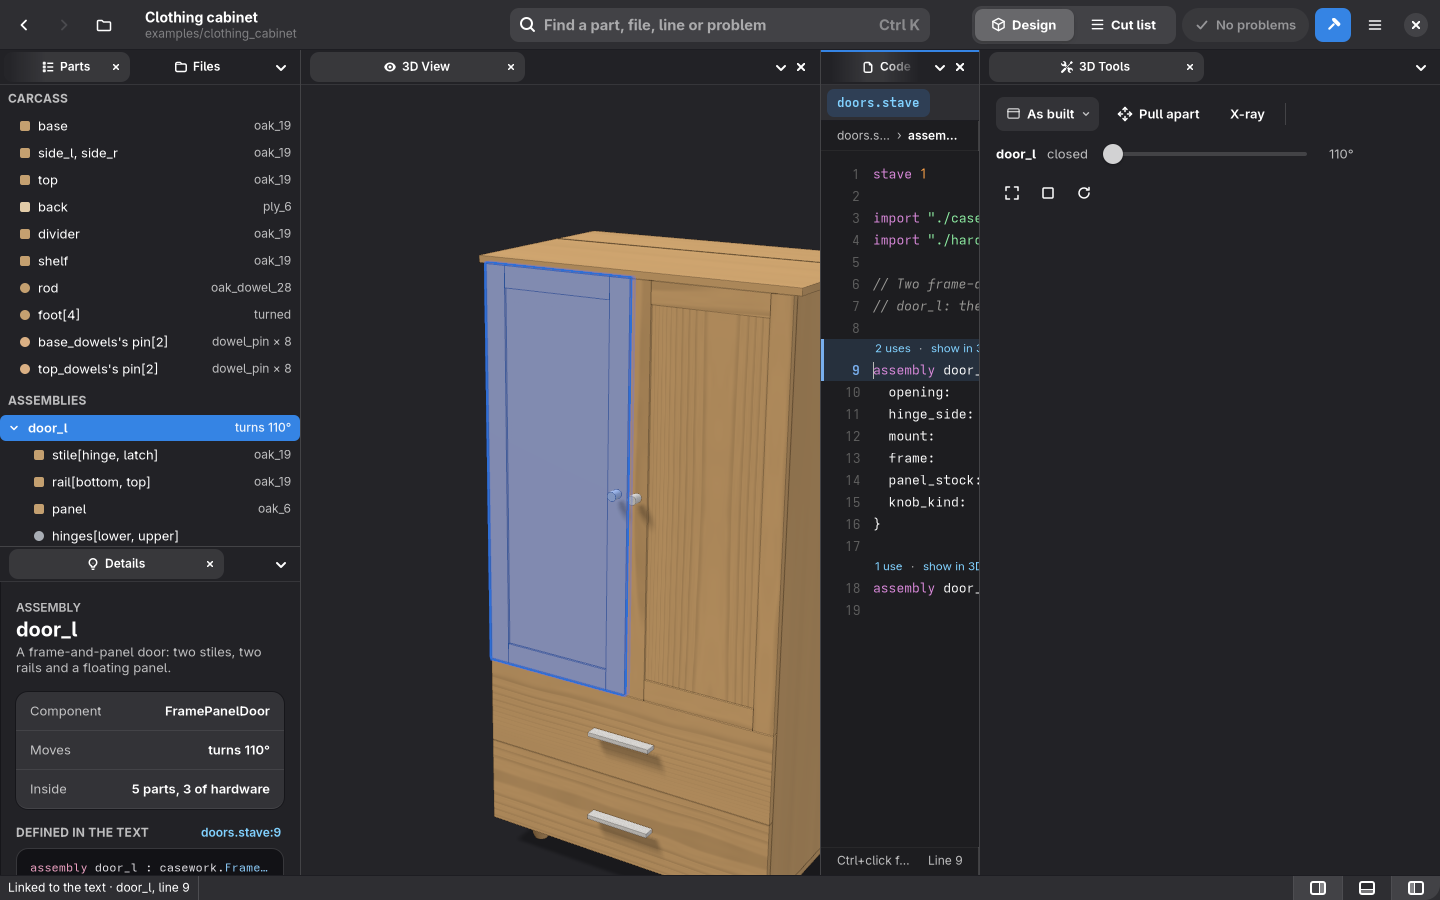 Clothing cabinet
examples/clothing_cabinet
Find a part, file, line or problem
Ctrl K
Design
Cut list
No problems
Parts
Files
3D View
Code
3D Tools
CARCASS
base oak_19
side_l, side_r oak_19
top oak_19
back ply_6
divider oak_19
shelf oak_19
rod oak_dowel_28
foot[4] turned
base_dowels's pin[2] dowel_pin × 8
top_dowels's pin[2] dowel_pin × 8
ASSEMBLIES
door_l turns 110°
stile[hinge, latch] oak_19
rail[bottom, top] oak_19
panel oak_6
hinges[lower, upper]
Details
ASSEMBLY
door_l
A frame-and-panel door: two stiles, two
rails and a floating panel.
Component FramePanelDoor
Moves turns 110°
Inside 5 parts, 3 of hardware
DEFINED IN THE TEXT doors.stave:9
assembly door_l : casework.Frame…
doors.stave
doors.s... › assem...
1 stave 1
2
3 import "./case
4 import "./hard
5
6 // Two frame-a
7 // door_l: the
8
2 uses · show in 3
9 assembly door_
10 opening:
11 hinge_side:
12 mount:
13 frame:
14 panel_stock:
15 knob_kind:
16 }
17
1 use · show in 3D
18 assembly door_
19
Ctrl+click f... Line 9
As built
Pull apart
X-ray
door_l closed 110°
Linked to the text · door_l, line 9